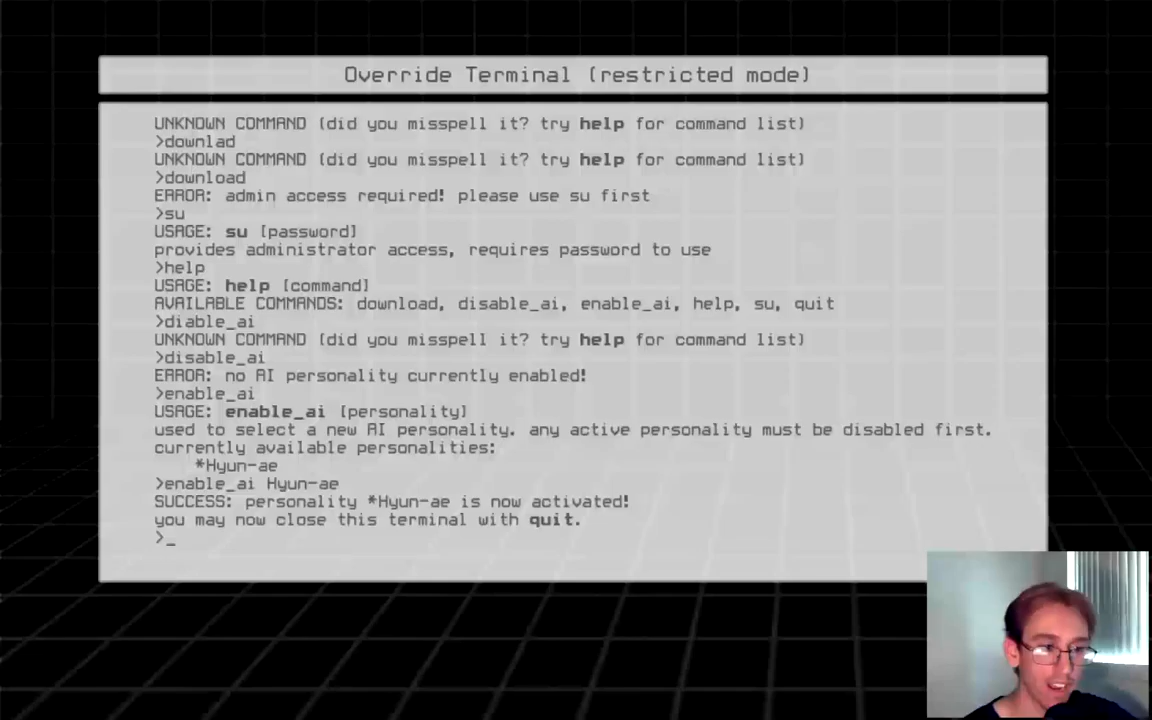 Override Terminal (restricted mode)
UNKNOWN COMMAND (did you misspell it? try help for command list)
>downlad
UNKNOWN COMMAND (did you misspell it? try help for command list)
>download
ERROR: admin access required! please use su first
>su
USAGE: su [password]
provides administrator access, requires password to use
>help
USAGE: help [command]
AVAILABLE COMMANDS: download, disable_ai, enable_ai, help, su, quit
>diable_ai
UNKNOWN COMMAND (did you misspell it? try help for command list)
>disable_ai
ERROR: no AI personality currently enabled!
>enable_ai
USAGE: enable_ai [personality]
used to select a new AI personality. any active personality must be disabled first.
currently available personalities:
*Hyun-ae
>enable_ai Hyun-ae
SUCCESS: personality *Hyun-ae is now activated!
you may now close this terminal with quit.
>_